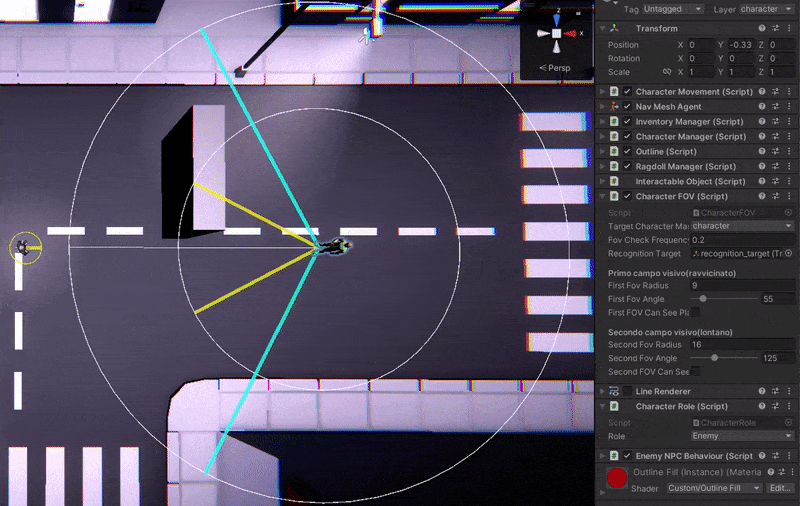 Tag Untagged Layer character
Transform
Position X 0 Y -0.33 Z 0
Rotation X 0 Y 0 Z 0
Scale X 1 Y 1 Z 1
Character Movement (Script)
Nav Mesh Agent
Inventory Manager (Script)
Character Manager (Script)
Outline (Script)
Ragdoll Manager (Script)
Interactable Object (Script)
Character FOV (Script)
Script CharacterFOV
Target Character Ma character
Fov Check Frequency 0.2
Recognition Target recognition_target (Tr
Primo campo visivo(ravvicinato)
First Fov Radius 9
First Fov Angle 55
First FOV Can See Pl
Secondo campo visivo(lontano)
Second Fov Radius 16
Second Fov Angle 125
Second FOV Can See
Line Renderer
Character Role (Script)
Script CharacterRole
Role Enemy
Enemy NPC Behaviour (Script
Outline Fill (Instance) (Materia
Shader Custom/Outline Fill Edit...
z
x
< Persp